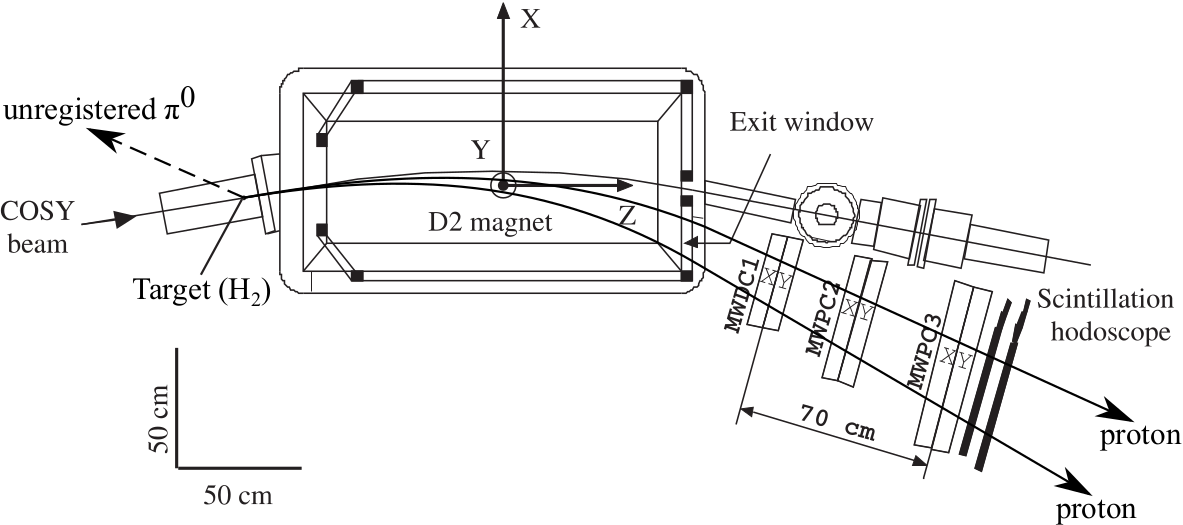 X
unregistered π0
Exit window
Y
COSY
beam
D2 magnet
Z
Target (H2)
MWDC1
XY
MWPC2
XY
MWPC3
XY
Scintillation
hodoscope
50 cm
50 cm
70 cm
proton
proton